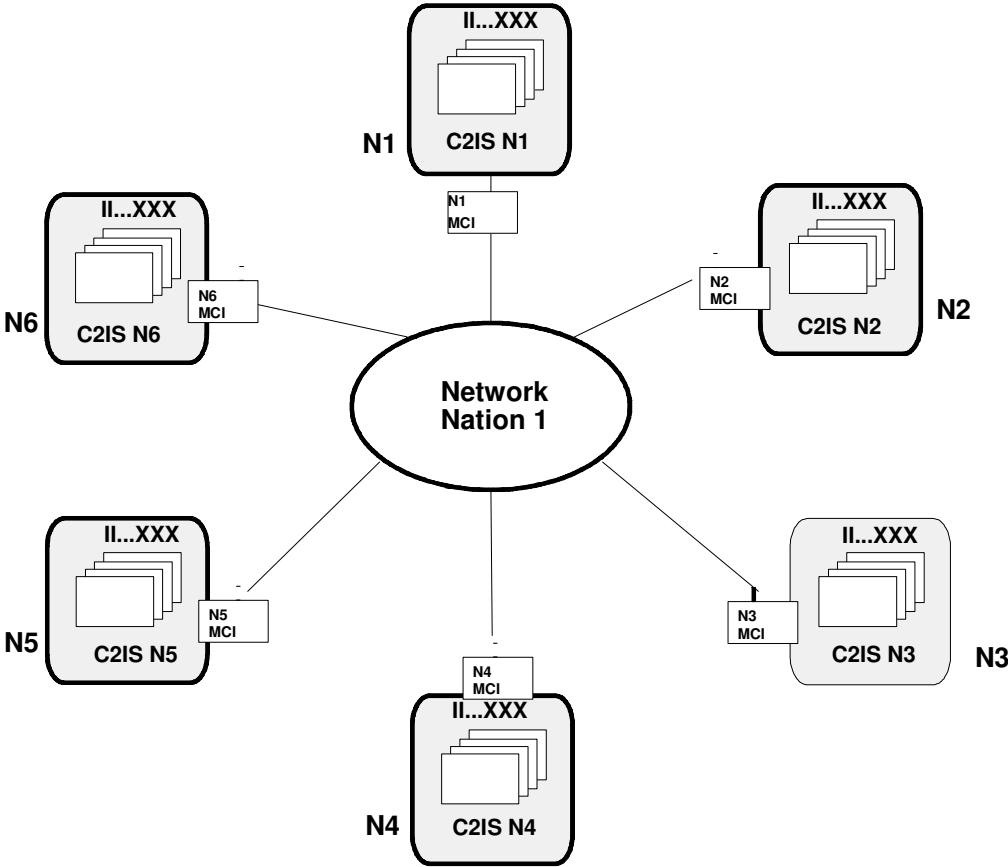 II...XXX
C2IS N1
N1
N1
MCI
II...XXX
C2IS N6
N6
N6
MCI
II...XXX
C2IS N2
N2
N2
MCI
Network
Nation 1
II...XXX
C2IS N5
N5
N5
MCI
II...XXX
C2IS N3
N3
N3
MCI
N4
MCI
II...XXX
C2IS N4
N4